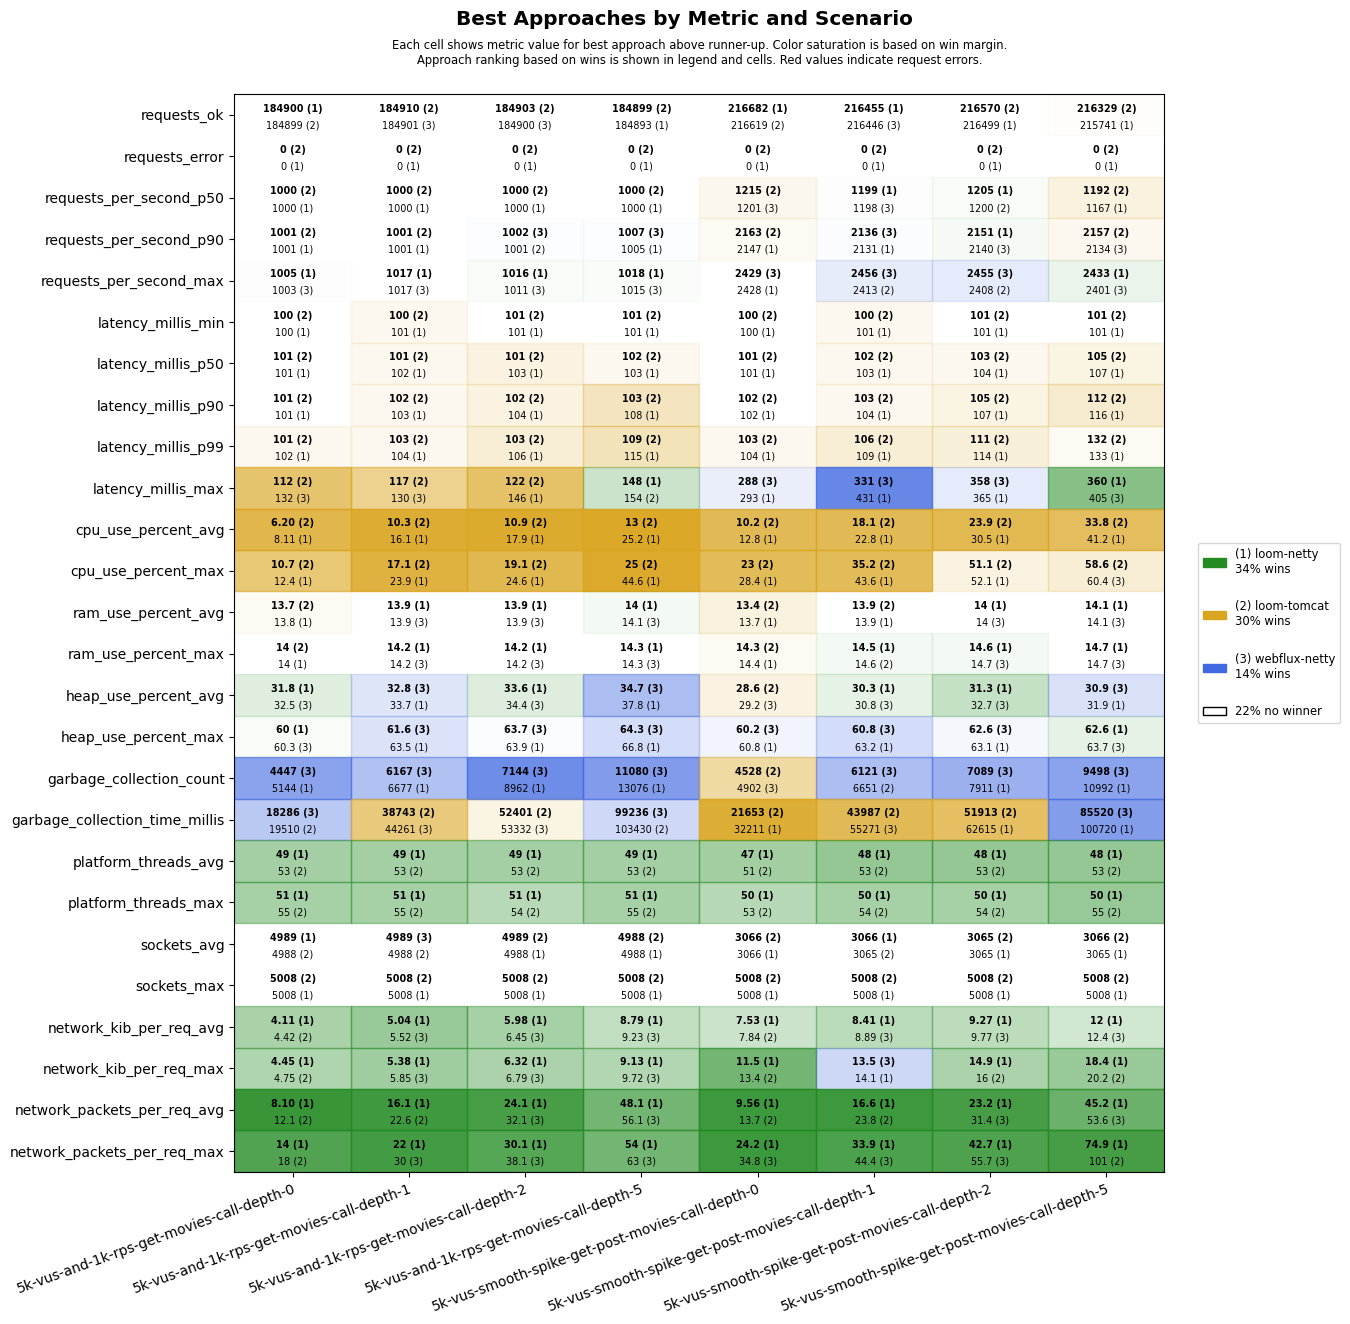 Best Approaches by Metric and Scenario
Each cell shows metric value for best approach above runner-up. Color saturation is based on win margin.
Approach ranking based on wins is shown in legend and cells. Red values indicate request errors.
requests_ok
184900 (1) 184910 (2) 184903 (2) 184899 (2) 216682 (1) 216455 (1) 216570 (2) 216329 (2)
184899 (2) 184901 (3) 184900 (3) 184893 (1) 216619 (2) 216446 (3) 216499 (1) 215741 (1)
requests_error
0 (2) 0 (2) 0 (2) 0 (2) 0 (2) 0 (2) 0 (2) 0 (2)
0 (1) 0 (1) 0 (1) 0 (1) 0 (1) 0 (1) 0 (1) 0 (1)
requests_per_second_p50
1000 (2) 1000 (2) 1000 (2) 1000 (2) 1215 (2) 1199 (1) 1205 (1) 1192 (2)
1000 (1) 1000 (1) 1000 (1) 1000 (1) 1201 (3) 1198 (3) 1200 (2) 1167 (1)
requests_per_second_p90
1001 (2) 1001 (2) 1002 (3) 1007 (3) 2163 (2) 2136 (3) 2151 (1) 2157 (2)
1001 (1) 1001 (1) 1001 (2) 1005 (1) 2147 (1) 2131 (1) 2140 (3) 2134 (3)
requests_per_second_max
1005 (1) 1017 (1) 1016 (1) 1018 (1) 2429 (3) 2456 (3) 2455 (3) 2433 (1)
1003 (3) 1017 (3) 1011 (3) 1015 (3) 2428 (1) 2413 (2) 2408 (2) 2401 (3)
latency_millis_min
100 (2) 100 (2) 101 (2) 101 (2) 100 (2) 100 (2) 101 (2) 101 (2)
100 (1) 101 (1) 101 (1) 101 (1) 100 (1) 101 (1) 101 (1) 101 (1)
latency_millis_p50
101 (2) 101 (2) 101 (2) 102 (2) 101 (2) 102 (2) 103 (2) 105 (2)
101 (1) 102 (1) 103 (1) 103 (1) 101 (1) 103 (1) 104 (1) 107 (1)
latency_millis_p90
101 (2) 102 (2) 102 (2) 103 (2) 102 (2) 103 (2) 105 (2) 112 (2)
101 (1) 103 (1) 104 (1) 108 (1) 102 (1) 104 (1) 107 (1) 116 (1)
latency_millis_p99
101 (2) 103 (2) 103 (2) 109 (2) 103 (2) 106 (2) 111 (2) 132 (2)
102 (1) 104 (1) 106 (1) 115 (1) 104 (1) 109 (1) 114 (1) 133 (1)
latency_millis_max
112 (2) 117 (2) 122 (2) 148 (1) 288 (3) 331 (3) 358 (3) 360 (1)
132 (3) 130 (3) 146 (1) 154 (2) 293 (1) 431 (1) 365 (1) 405 (3)
cpu_use_percent_avg
6.20 (2) 10.3 (2) 10.9 (2) 13 (2) 10.2 (2) 18.1 (2) 23.9 (2) 33.8 (2)
8.11 (1) 16.1 (1) 17.9 (1) 25.2 (1) 12.8 (1) 22.8 (1) 30.5 (1) 41.2 (1)
cpu_use_percent_max
10.7 (2) 17.1 (2) 19.1 (2) 25 (2) 23 (2) 35.2 (2) 51.1 (2) 58.6 (2)
12.4 (1) 23.9 (1) 24.6 (1) 44.6 (1) 28.4 (1) 43.6 (1) 52.1 (1) 60.4 (3)
ram_use_percent_avg
13.7 (2) 13.9 (1) 13.9 (1) 14 (1) 13.4 (2) 13.9 (2) 14 (1) 14.1 (1)
13.8 (1) 13.9 (3) 13.9 (3) 14.1 (3) 13.7 (1) 13.9 (1) 14 (3) 14.1 (3)
ram_use_percent_max
14 (2) 14.2 (1) 14.2 (1) 14.3 (1) 14.3 (2) 14.5 (1) 14.6 (1) 14.7 (1)
14 (1) 14.2 (3) 14.2 (3) 14.3 (3) 14.4 (1) 14.6 (2) 14.7 (3) 14.7 (3)
heap_use_percent_avg
31.8 (1) 32.8 (3) 33.6 (1) 34.7 (3) 28.6 (2) 30.3 (1) 31.3 (1) 30.9 (3)
32.5 (3) 33.7 (1) 34.4 (3) 37.8 (1) 29.2 (3) 30.8 (3) 32.7 (3) 31.9 (1)
heap_use_percent_max
60 (1) 61.6 (3) 63.7 (3) 64.3 (3) 60.2 (3) 60.8 (3) 62.6 (3) 62.6 (1)
60.3 (3) 63.5 (1) 63.9 (1) 66.8 (1) 60.8 (1) 63.2 (1) 63.1 (1) 63.7 (3)
garbage_collection_count
4447 (3) 6167 (3) 7144 (3) 11080 (3) 4528 (2) 6121 (3) 7089 (3) 9498 (3)
5144 (1) 6677 (1) 8962 (1) 13076 (1) 4902 (3) 6651 (2) 7911 (1) 10992 (1)
garbage_collection_time_millis
18286 (3) 38743 (2) 52401 (2) 99236 (3) 21653 (2) 43987 (2) 51913 (2) 85520 (3)
19510 (2) 44261 (3) 53332 (3) 103430 (2) 32211 (1) 55271 (3) 62615 (1) 100720 (1)
platform_threads_avg
49 (1) 49 (1) 49 (1) 49 (1) 47 (1) 48 (1) 48 (1) 48 (1)
53 (2) 53 (2) 53 (2) 53 (2) 51 (2) 53 (2) 53 (2) 53 (2)
platform_threads_max
51 (1) 51 (1) 51 (1) 51 (1) 50 (1) 50 (1) 50 (1) 50 (1)
55 (2) 55 (2) 54 (2) 55 (2) 53 (2) 54 (2) 54 (2) 55 (2)
sockets_avg
4989 (1) 4989 (3) 4989 (2) 4988 (2) 3066 (2) 3066 (1) 3065 (2) 3066 (2)
4988 (2) 4988 (2) 4988 (1) 4988 (1) 3066 (1) 3065 (2) 3065 (1) 3065 (1)
sockets_max
5008 (2) 5008 (2) 5008 (2) 5008 (2) 5008 (2) 5008 (2) 5008 (2) 5008 (2)
5008 (1) 5008 (1) 5008 (1) 5008 (1) 5008 (1) 5008 (1) 5008 (1) 5008 (1)
network_kib_per_req_avg
4.11 (1) 5.04 (1) 5.98 (1) 8.79 (1) 7.53 (1) 8.41 (1) 9.27 (1) 12 (1)
4.42 (2) 5.52 (3) 6.45 (3) 9.23 (3) 7.84 (2) 8.89 (3) 9.77 (3) 12.4 (3)
network_kib_per_req_max
4.45 (1) 5.38 (1) 6.32 (1) 9.13 (1) 11.5 (1) 13.5 (3) 14.9 (1) 18.4 (1)
4.75 (2) 5.85 (3) 6.79 (3) 9.72 (3) 13.4 (2) 14.1 (1) 16 (2) 20.2 (2)
network_packets_per_req_avg
8.10 (1) 16.1 (1) 24.1 (1) 48.1 (1) 9.56 (1) 16.6 (1) 23.2 (1) 45.2 (1)
12.1 (2) 22.6 (2) 32.1 (3) 56.1 (3) 13.7 (2) 23.8 (2) 31.4 (3) 53.6 (3)
network_packets_per_req_max
14 (1) 22 (1) 30.1 (1) 54 (1) 24.2 (1) 33.9 (1) 42.7 (1) 74.9 (1)
18 (2) 30 (3) 38.1 (3) 63 (3) 34.8 (3) 44.4 (3) 55.7 (3) 101 (2)
5k-vus-and-1k-rps-get-movies-call-depth-0
5k-vus-and-1k-rps-get-movies-call-depth-1
5k-vus-and-1k-rps-get-movies-call-depth-2
5k-vus-and-1k-rps-get-movies-call-depth-5
5k-vus-smooth-spike-get-post-movies-call-depth-0
5k-vus-smooth-spike-get-post-movies-call-depth-1
5k-vus-smooth-spike-get-post-movies-call-depth-2
5k-vus-smooth-spike-get-post-movies-call-depth-5
(1) loom-netty
34% wins
(2) loom-tomcat
30% wins
(3) webflux-netty
14% wins
22% no winner